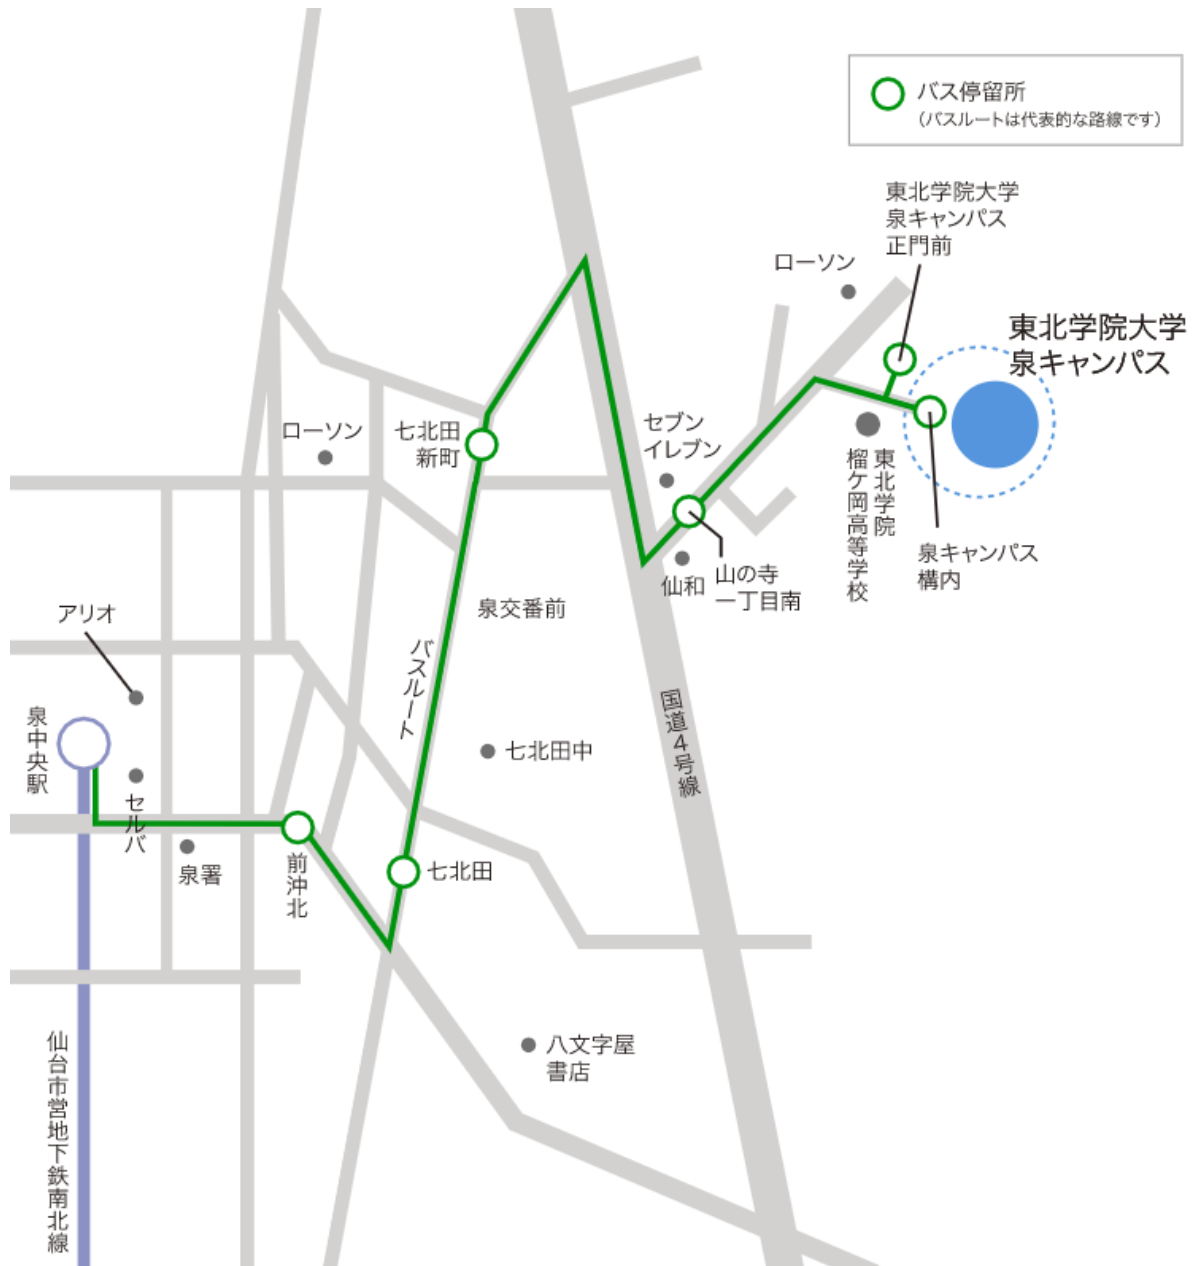 バス停留所
（バスルートは代表的な路線です）
東北学院大学
泉キャンパス
正門前
ローソン
東北学院大学
泉キャンパス
セブン
イレブン
七北田
新町
ローソン
東北学院
榴ケ岡高等学校
泉キャンパス
構内
仙和
山の寺
一丁目南
泉交番前
アリオ
バスルート
国道4号線
泉中央駅
七北田中
セルバ
泉署
前沖北
七北田
八文字屋
書店
仙台市営地下鉄南北線